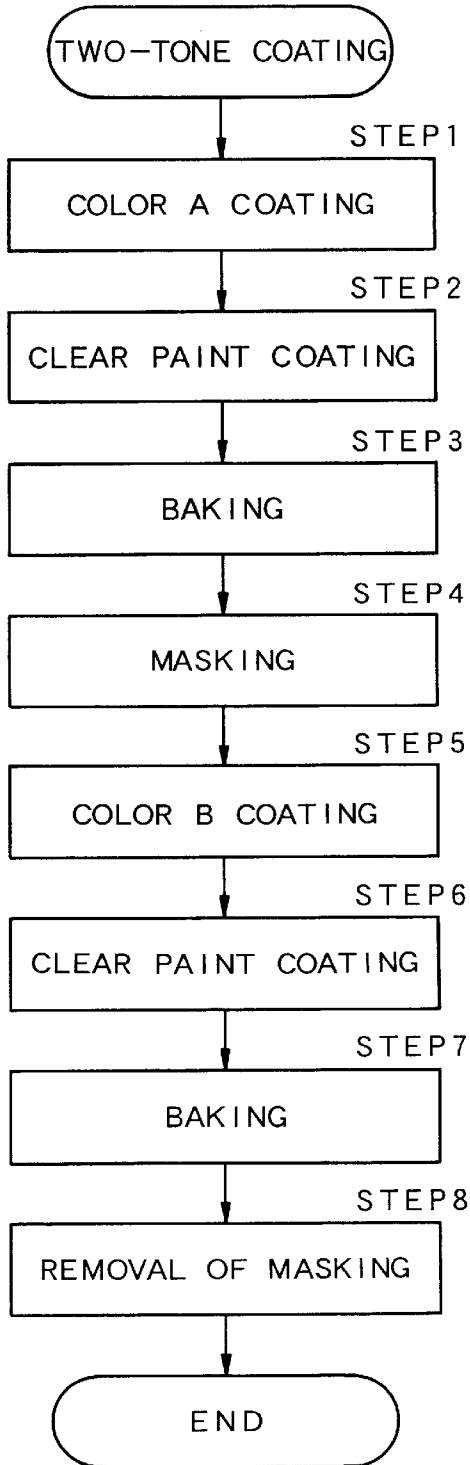 TWO-TONE COATING
STEP1
COLOR A COATING
STEP2
CLEAR PAINT COATING
STEP3
BAKING
STEP4
MASKING
STEP5
COLOR B COATING
STEP6
CLEAR PAINT COATING
STEP7
BAKING
STEP8
REMOVAL OF MASKING
END